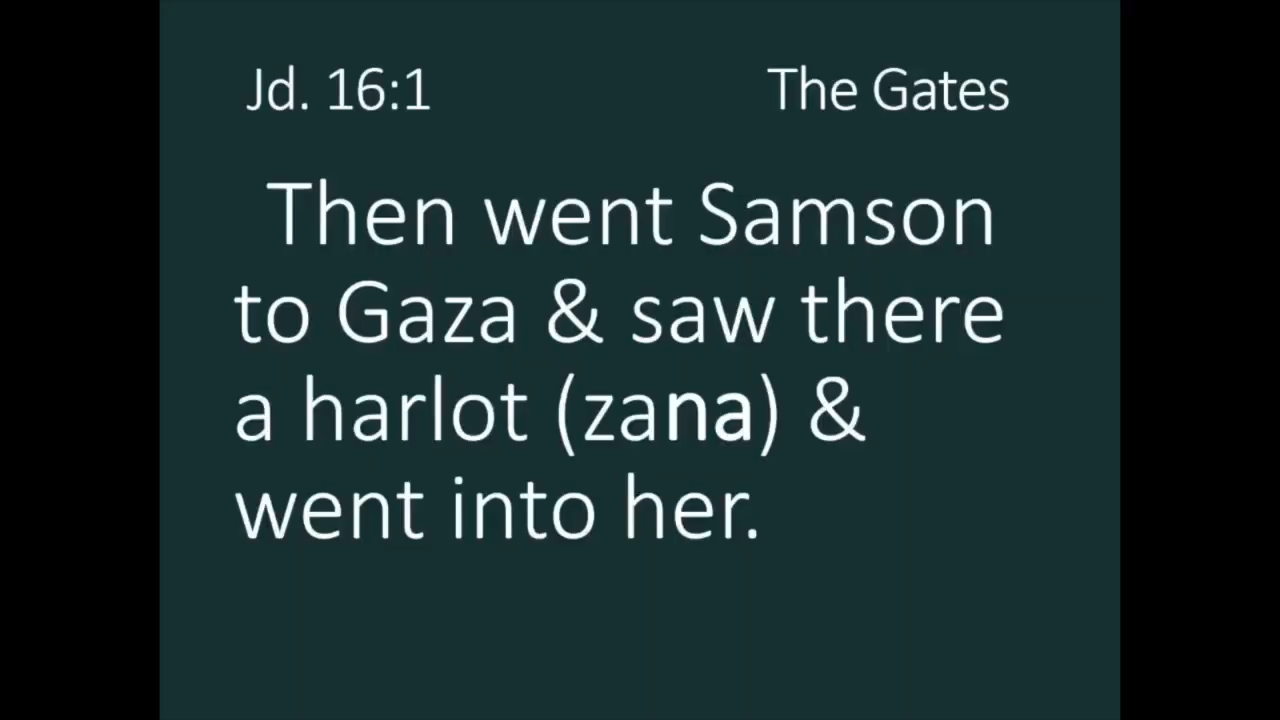 Jd. 16:1 The Gates
Then went Samson
to Gaza & saw there
a harlot (zana) &
went into her.